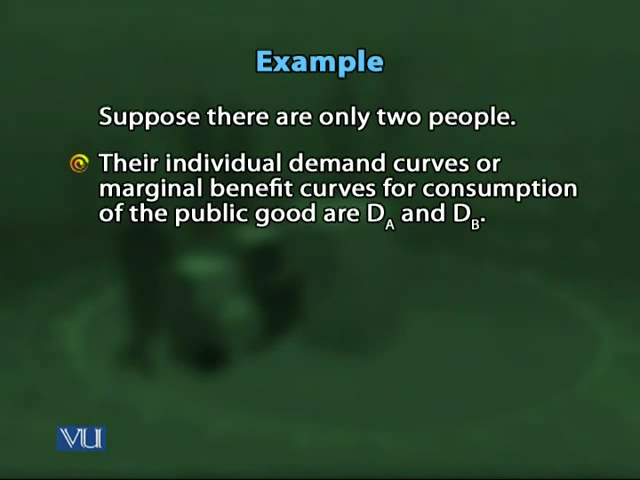 Example
Suppose there are only two people.
Their individual demand curves or
marginal benefit curves for consumption
of the public good are DA and DB.
VU